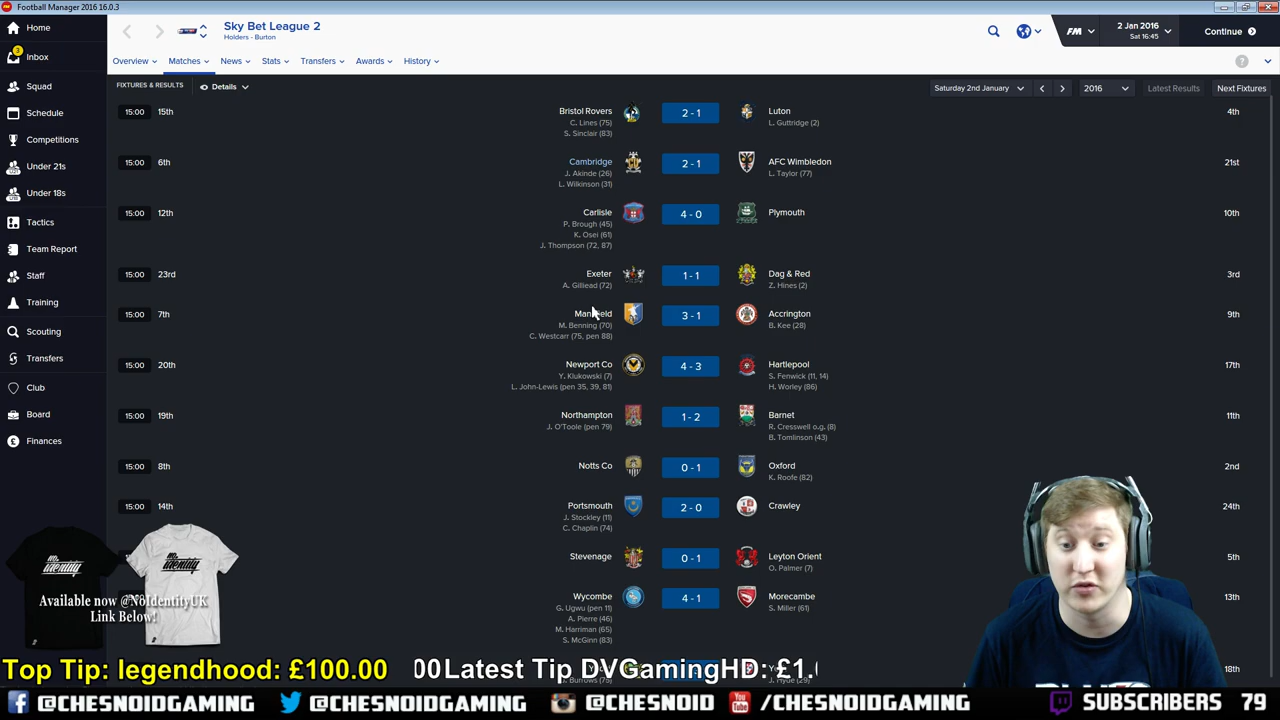 Football Manager 2016 16.0.3
Home
3
Inbox
Squad
Schedule
Competitions
Under 21s
Under 18s
Tactics
Team Report
Staff
Training
Scouting
Transfers
Club
Board
Finances
Sky Bet League 2
Holders - Burton
FM
2 Jan 2016
Sat 16:45
Continue
Overview Matches News Stats Transfers Awards History
FIXTURES & RESULTS Details Saturday 2nd January 2016 Latest Results Next Fixtures
15:00 15th Bristol Rovers 2 - 1 Luton 4th
C. Lines (75) L. Guttridge (2)
S. Sinclair (83)
15:00 6th Cambridge 2 - 1 AFC Wimbledon 21st
J. Akinde (26) L. Taylor (77)
L. Wilkinson (31)
15:00 12th Carlisle 4 - 0 Plymouth 10th
P. Brough (45)
K. Osei (61)
J. Thompson (72, 87)
15:00 23rd Exeter 1 - 1 Dag & Red 3rd
A. Gilliead (72) Z. Hines (2)
15:00 7th Mansfield 3 - 1 Accrington 9th
M. Benning (70) B. Kee (28)
C. Westcarr (75, pen 88)
15:00 20th Newport Co 4 - 3 Hartlepool 17th
Y. Klukowski (7) S. Fenwick (11, 14)
L. John-Lewis (pen 35, 39, 81) H. Worley (86)
15:00 19th Northampton 1 - 2 Barnet 11th
J. O'Toole (pen 79) R. Cresswell o.g. (8)
B. Tomlinson (43)
15:00 8th Notts Co 0 - 1 Oxford 2nd
K. Roofe (82)
15:00 14th Portsmouth 2 - 0 Crawley 24th
J. Stockley (11)
C. Chaplin (74)
Stevenage 0 - 1 Leyton Orient 5th
O. Palmer (7)
Wycombe 4 - 1 Morecambe 13th
G. Ugwu (pen 11) S. Miller (61)
A. Pierre (46)
M. Harriman (65)
S. McGinn (83)
18th
No identity
No identity
Available now @NoIdentityUK
Link Below!
Top Tip: legendhood: £100.00 00 Latest Tip DVGamingHD: £1.
@CHESNOIDGAMING @CHESNOIDGAMING @CHESNOID YouTube /CHESNOIDGAMING SUBSCRIBERS 79